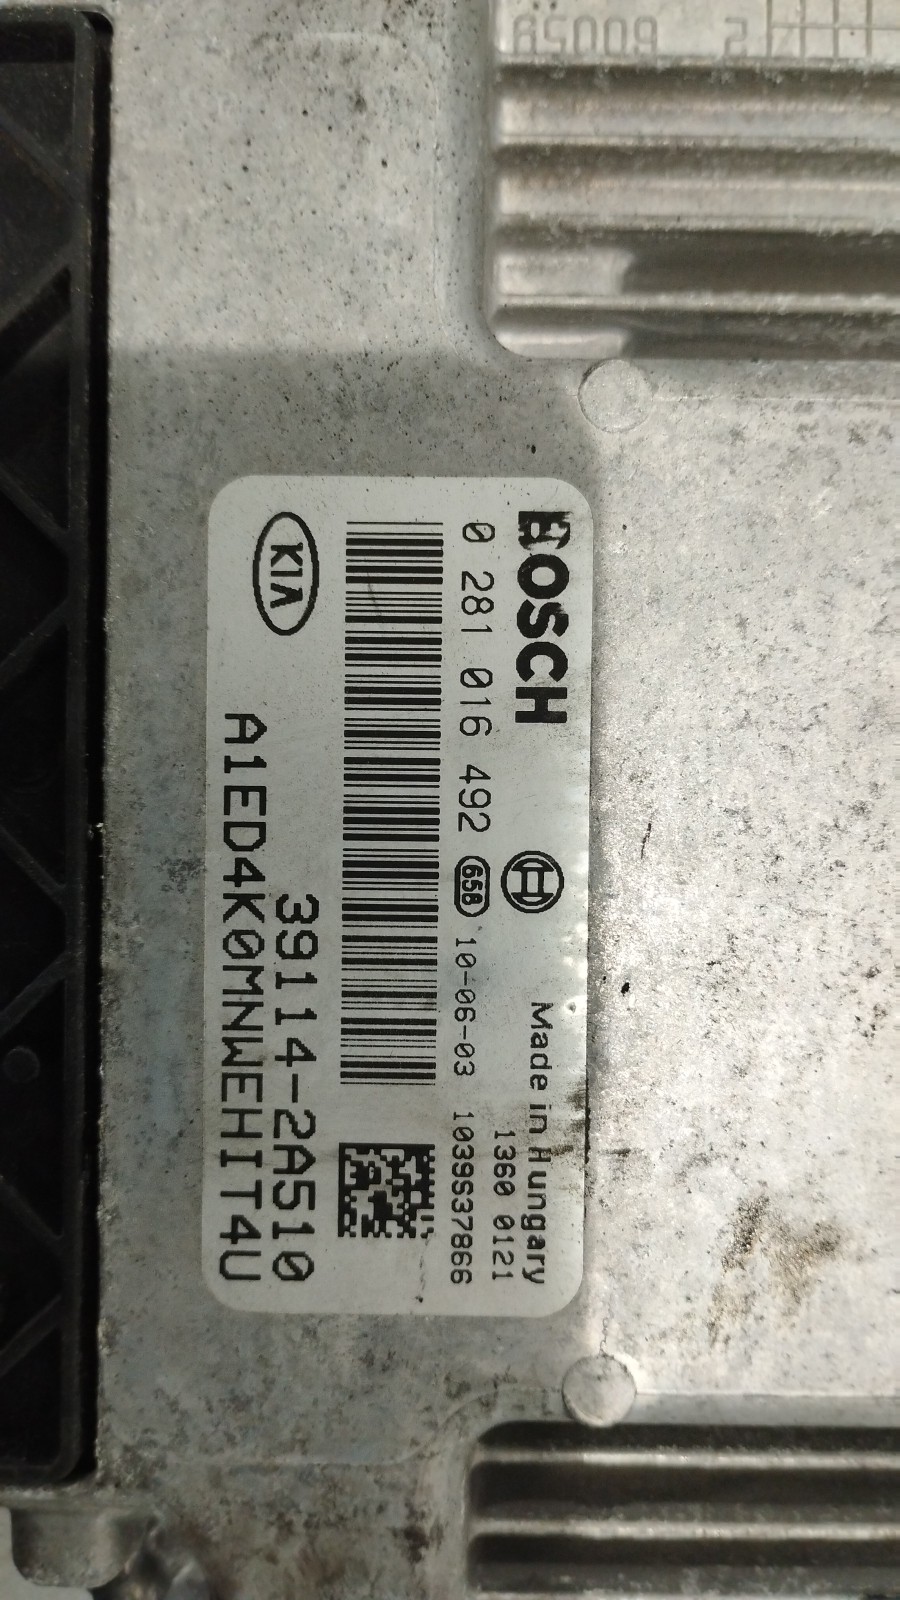 BOSCH
Made in Hungary
1360 0121
0 281 016 492 658 10-06-03 1039S37866
KIA
39114-2A510
A1ED4K0MNWEHIT4U